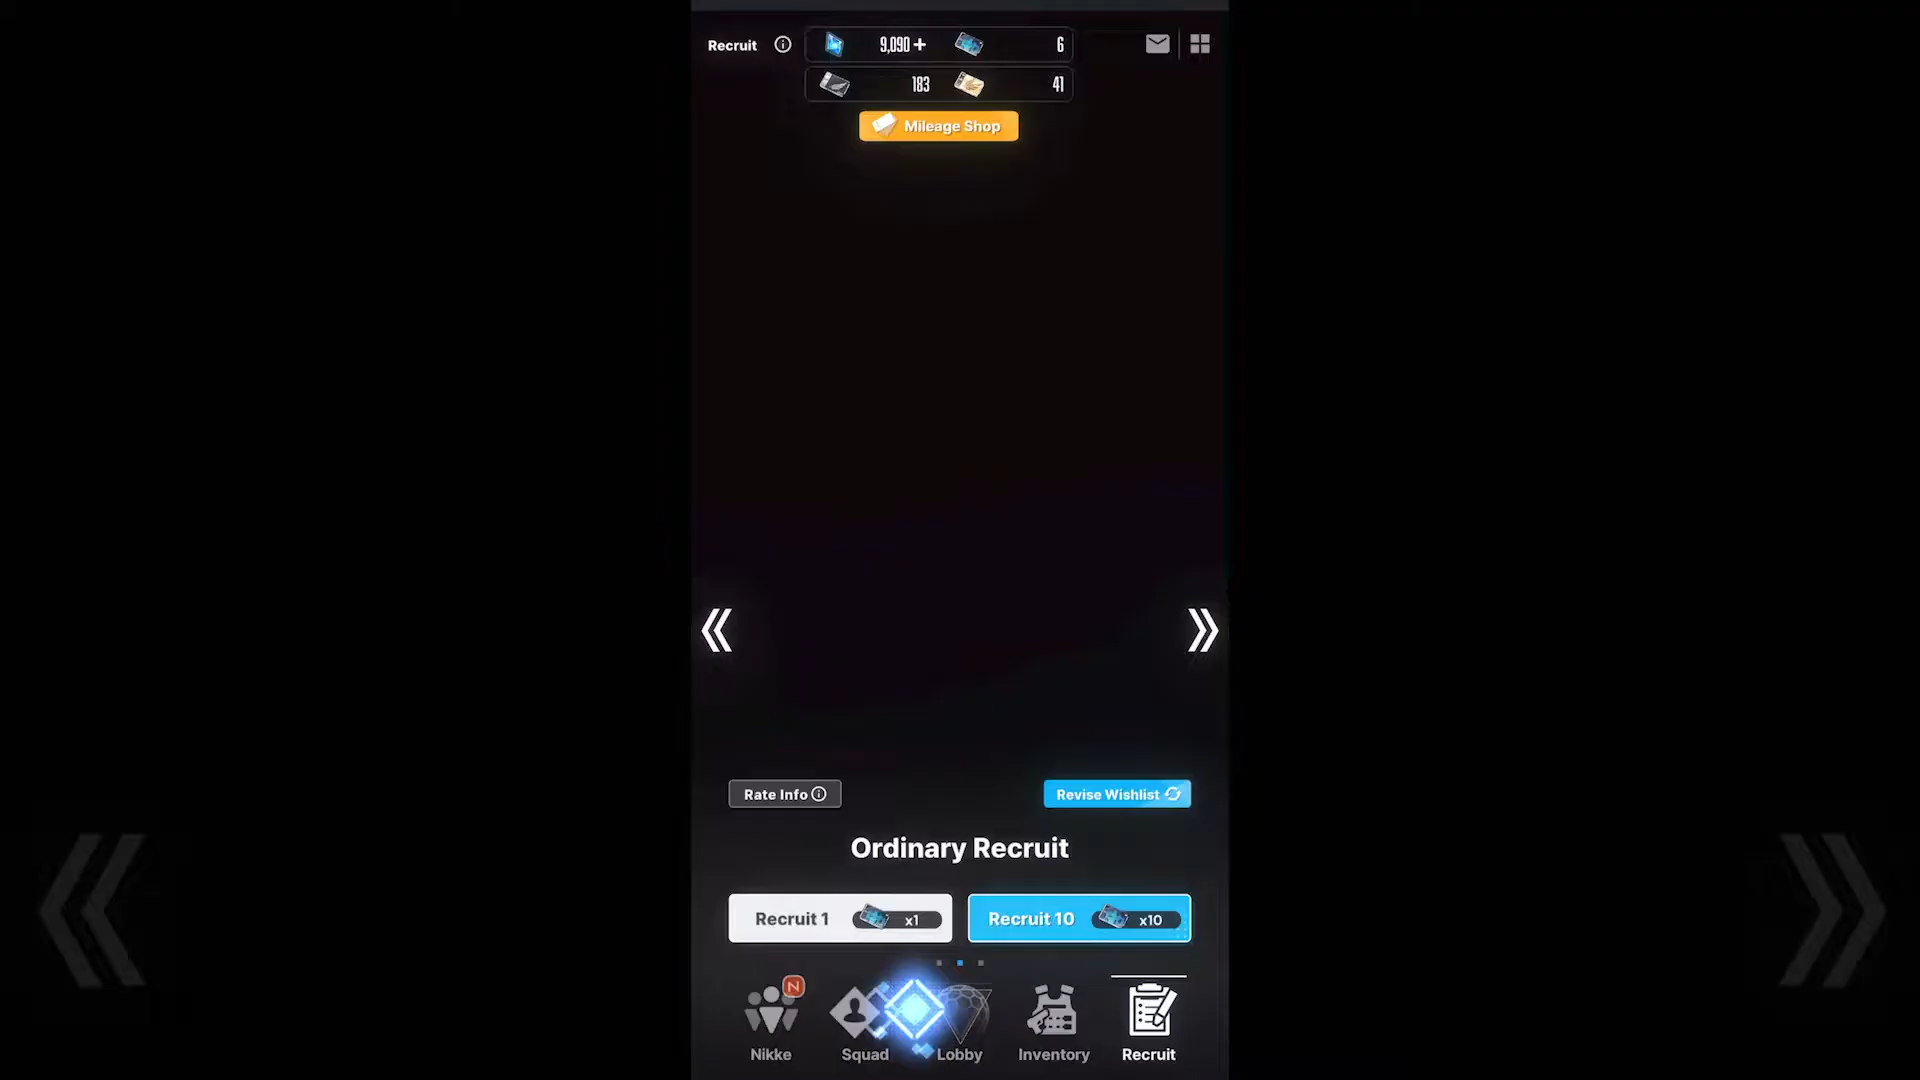 Recruit
9,090 +
6
183
41
Mileage Shop
Rate Info
Revise Wishlist
Ordinary Recruit
Recruit 1
x1
Recruit 10
x10
N
Nikke
Squad
Lobby
Inventory
Recruit